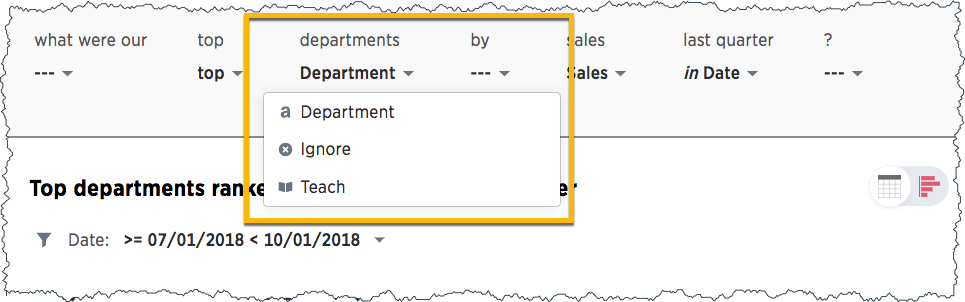 what were our top departments by sales last quarter ?
--- top Department --- Sales in Date ---
a Department
Ignore
Teach
Top departments ranke er
Date: >= 07/01/2018 < 10/01/2018